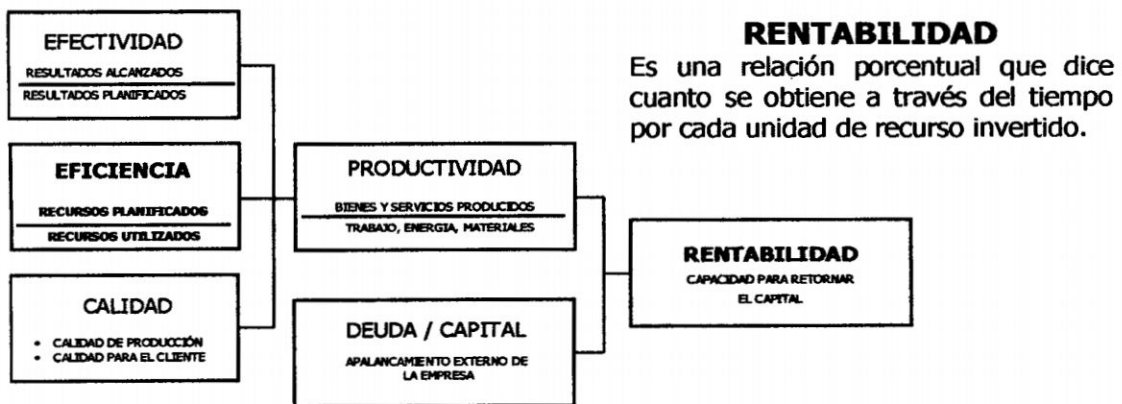 EFECTIVIDAD
RESULTADOS ALCANZADOS
RESULTADOS PLANIFICADOS
EFICIENCIA
RECURSOS PLANIFICADOS
RECURSOS UTILIZADOS
CALIDAD
• CALIDAD DE PRODUCCIÓN
• CALIDAD PARA EL CLIENTE
PRODUCTIVIDAD
BIENES Y SERVICIOS PRODUCIDOS
TRABAJO, ENERGIA, MATERIALES
DEUDA / CAPITAL
APALANCAMIENTO EXTERNO DE
LA EMPRESA
RENTABILIDAD
CAPACIDAD PARA RETORNAR
EL CAPITAL
RENTABILIDAD
Es una relación porcentual que dice
cuanto se obtiene a través del tiempo
por cada unidad de recurso invertido.